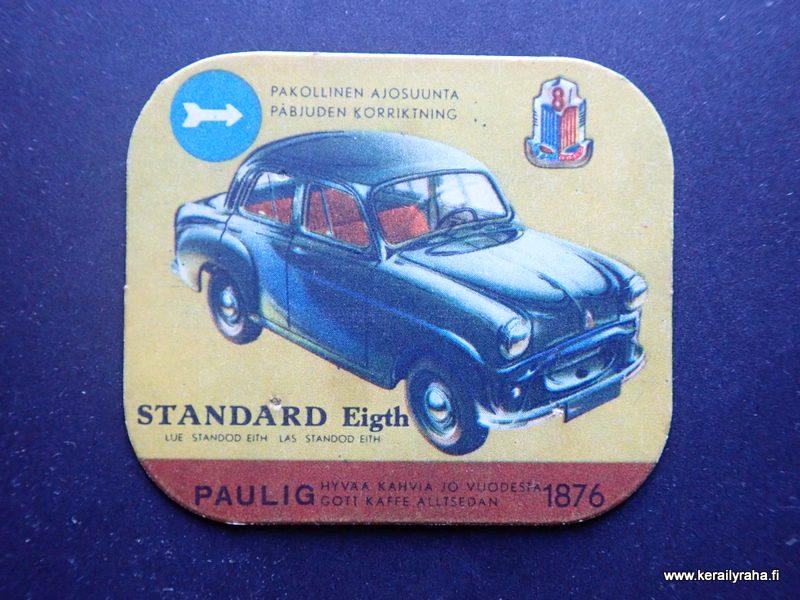 PAKOLLINEN AJOSUUNTA
PÅBJUDEN KÖRRIKTNING
8
STANDARD Eigth
LUE STANDOD EITH LÄS STANDOD EITH
PAULIG HYVÄÄ KAHVIA JO VUODESTA 1876
GOTT KAFFE ALLTSEDAN
www.kerailyraha.fi